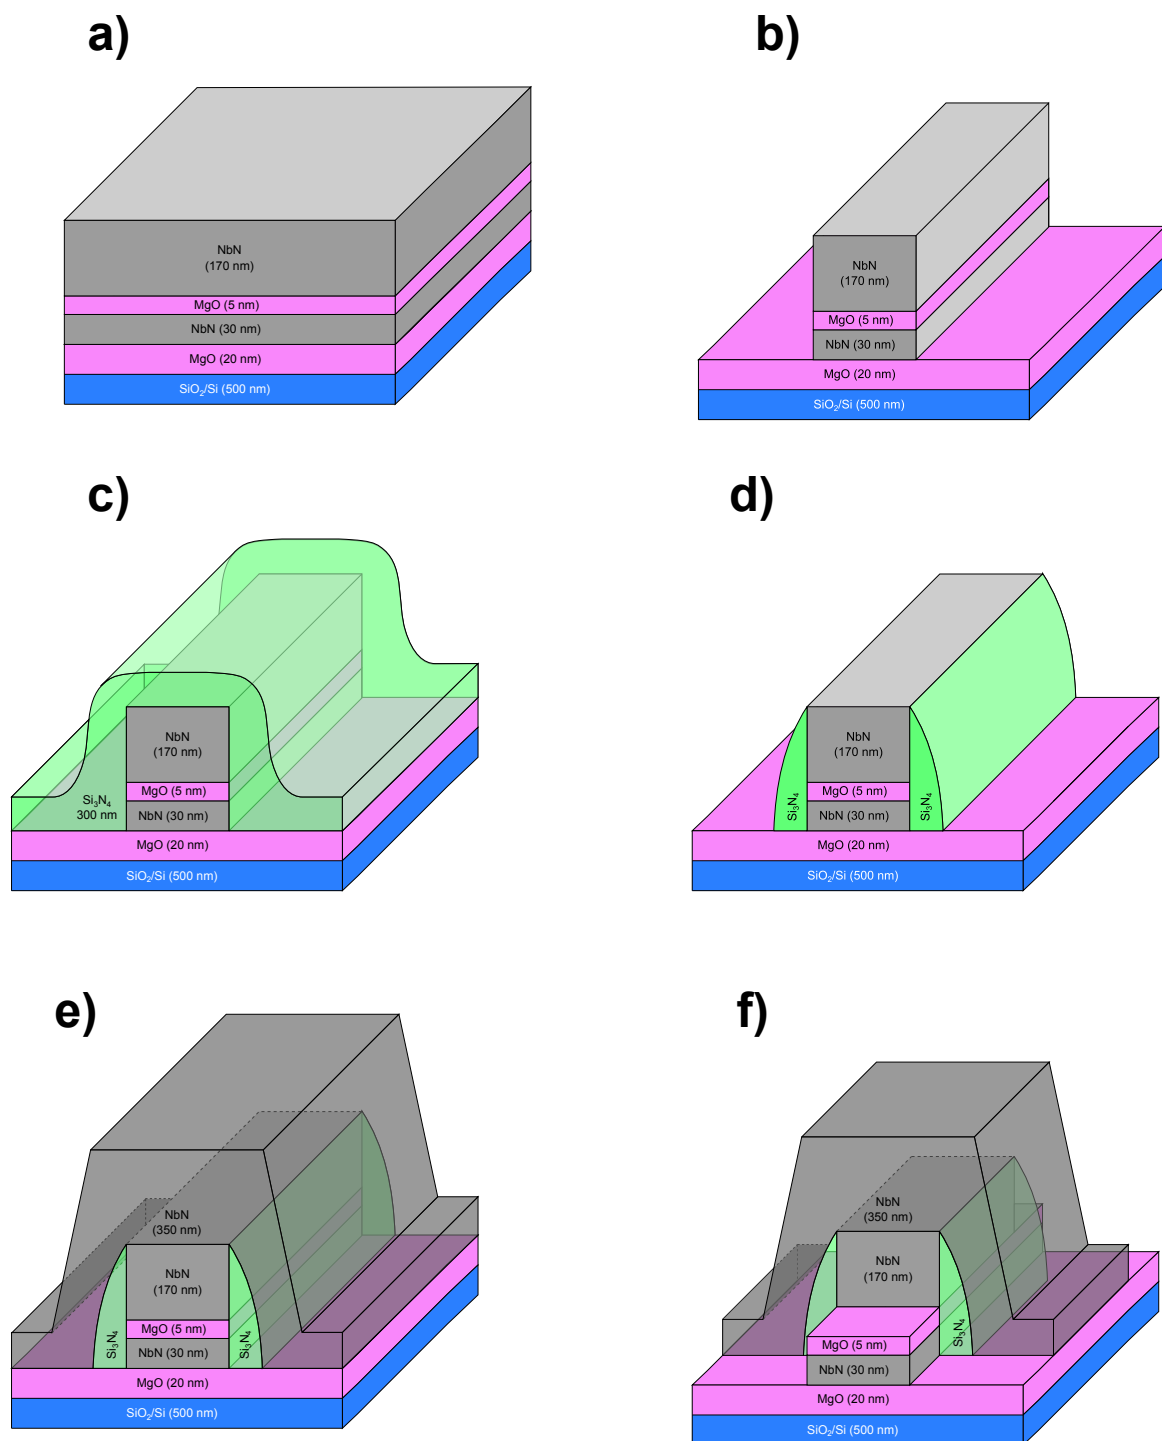 a)
NbN
(170 nm)
MgO (5 nm)
NbN (30 nm)
MgO (20 nm)
SiO₂/Si (500 nm)
b)
NbN
(170 nm)
MgO (5 nm)
NbN (30 nm)
MgO (20 nm)
SiO₂/Si (500 nm)
c)
NbN
(170 nm)
MgO (5 nm)
Si₃N₄
300 nm
NbN (30 nm)
MgO (20 nm)
SiO₂/Si (500 nm)
d)
NbN
(170 nm)
MgO (5 nm)
Si₃N₄
Si₃N₄
NbN (30 nm)
MgO (20 nm)
SiO₂/Si (500 nm)
e)
NbN
(350 nm)
NbN
(170 nm)
MgO (5 nm)
Si₃N₄
Si₃N₄
NbN (30 nm)
MgO (20 nm)
SiO₂/Si (500 nm)
f)
NbN
(350 nm)
NbN
(170 nm)
Si₃N₄
MgO (5 nm)
NbN (30 nm)
MgO (20 nm)
SiO₂/Si (500 nm)